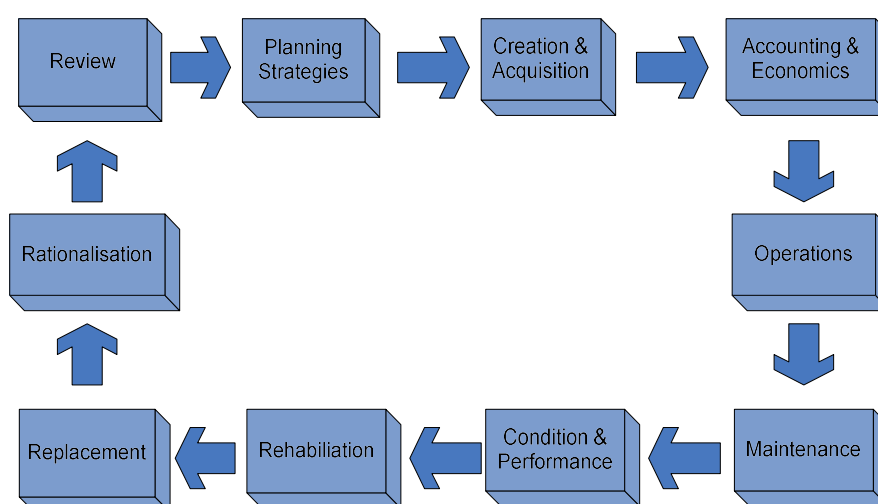 Review
Planning
Strategies
Creation &
Acquisition
Accounting &
Economics
Operations
Maintenance
Condition &
Performance
Rehabiliation
Replacement
Rationalisation